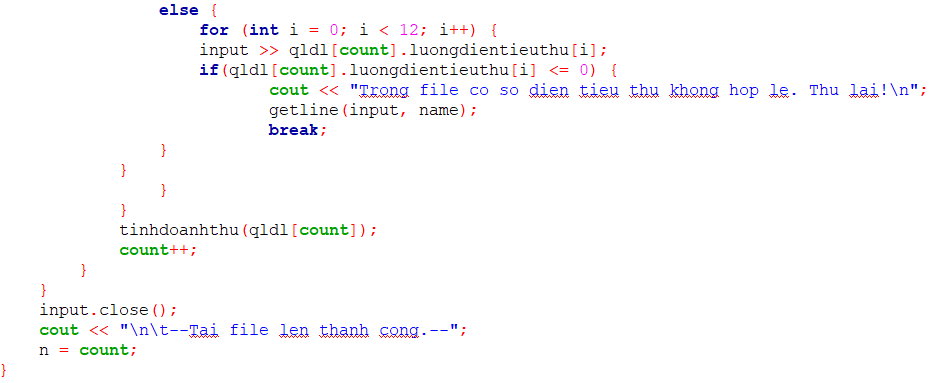 else {
for (int i = 0; i < 12; i++) {
input >> qldl[count].luongdientieuthu[i];
if(qldl[count].luongdientieuthu[i] <= 0) {
cout << "Trong file co so dien tieu thu khong hop le. Thu lai!\n";
getline(input, name);
break;
}
}
}
}
tinhdoanhthu(qldl[count]);
count++;
}
}
input.close();
cout << "\n\t--Tai file len thanh cong.--";
n = count;
}